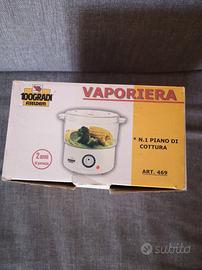 100GRADI
VAPORIERA
* N.1 PIANO DI
COTTURA
2 anni
ART. 469
subito